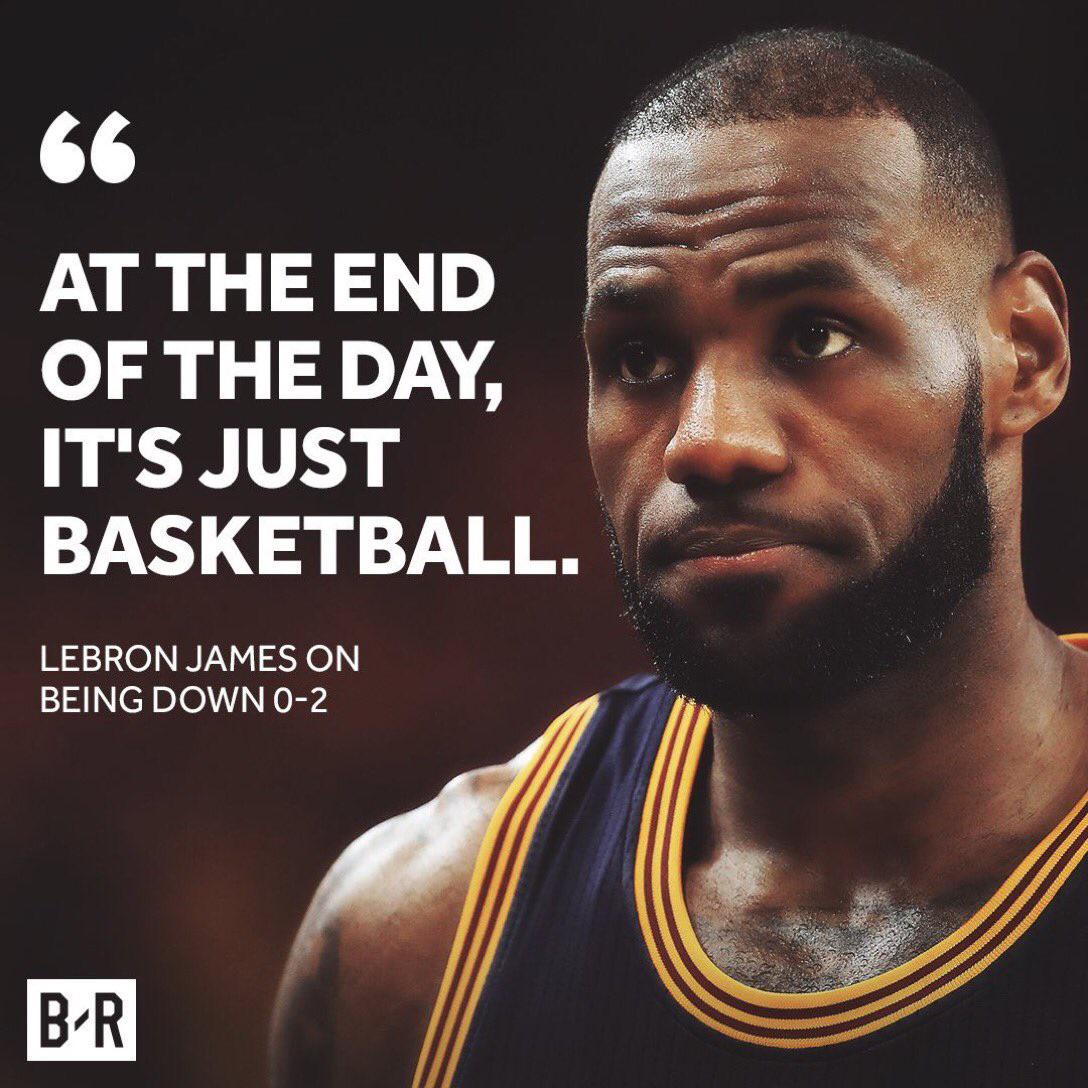 “
AT THE END
OF THE DAY,
IT'S JUST
BASKETBALL.
LEBRON JAMES ON
BEING DOWN 0-2
B-R